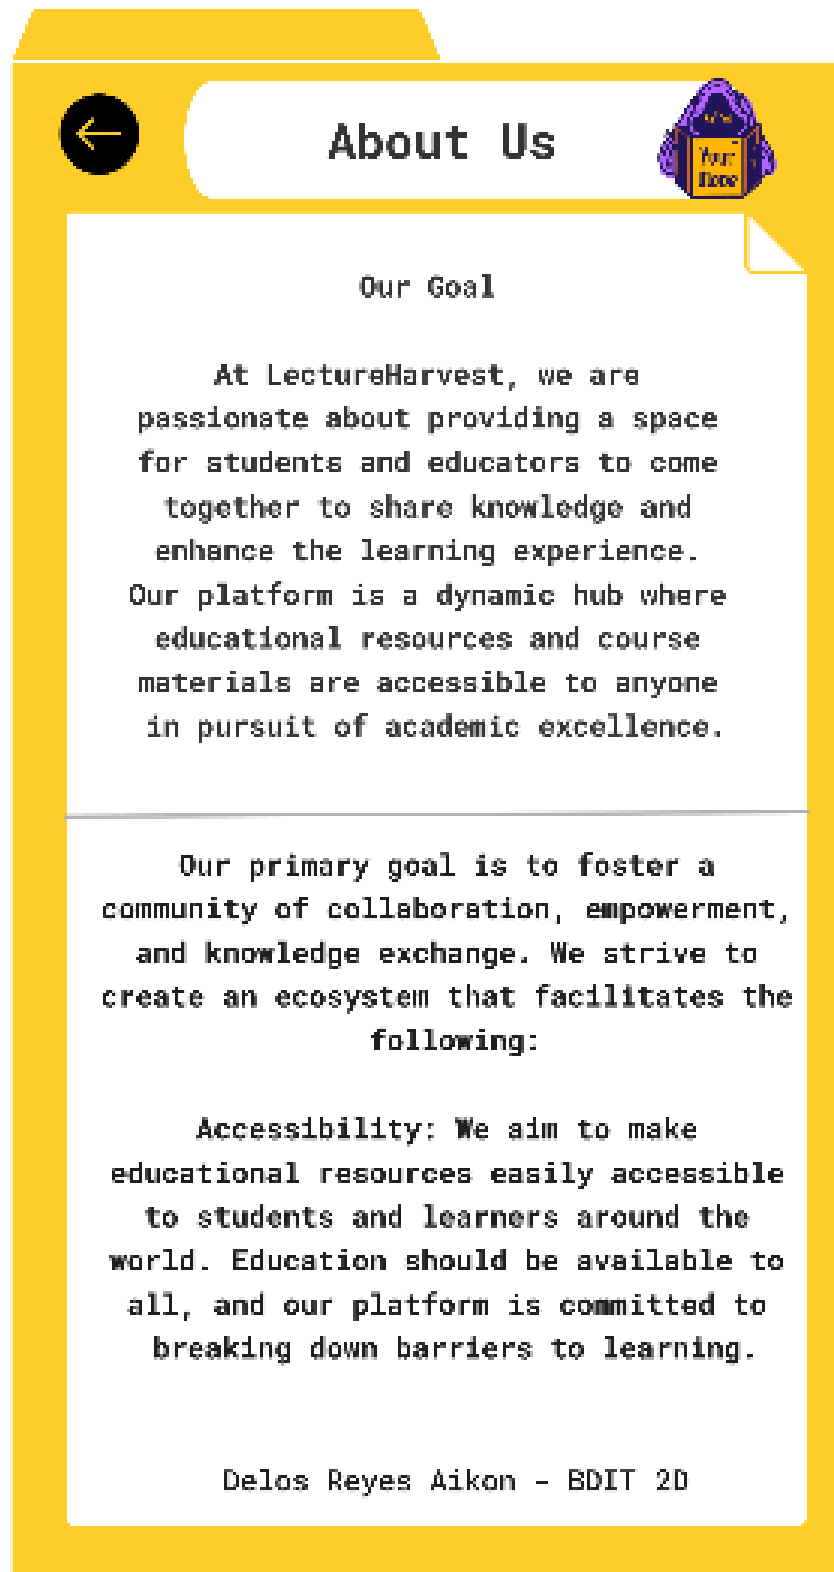 About Us
Your
Our Goal
At LectureHarvest, we are
passionate about providing a space
for students and educators to come
together to share knowledge and
enhance the learning experience.
Our platform is a dynamic hub where
educational resources and course
materials are accessible to anyone
in pursuit of academic excellence.
Our primary goal is to foster a
community of collaboration, empowerment,
and knowledge exchange. We strive to
create an ecosystem that facilitates the
following:
Accessibility: We aim to make
educational resources easily accessible
to students and learners around the
world. Education should be available to
all, and our platform is committed to
breaking down barriers to learning.
Delos Reyes Aikon - BDIT 2D